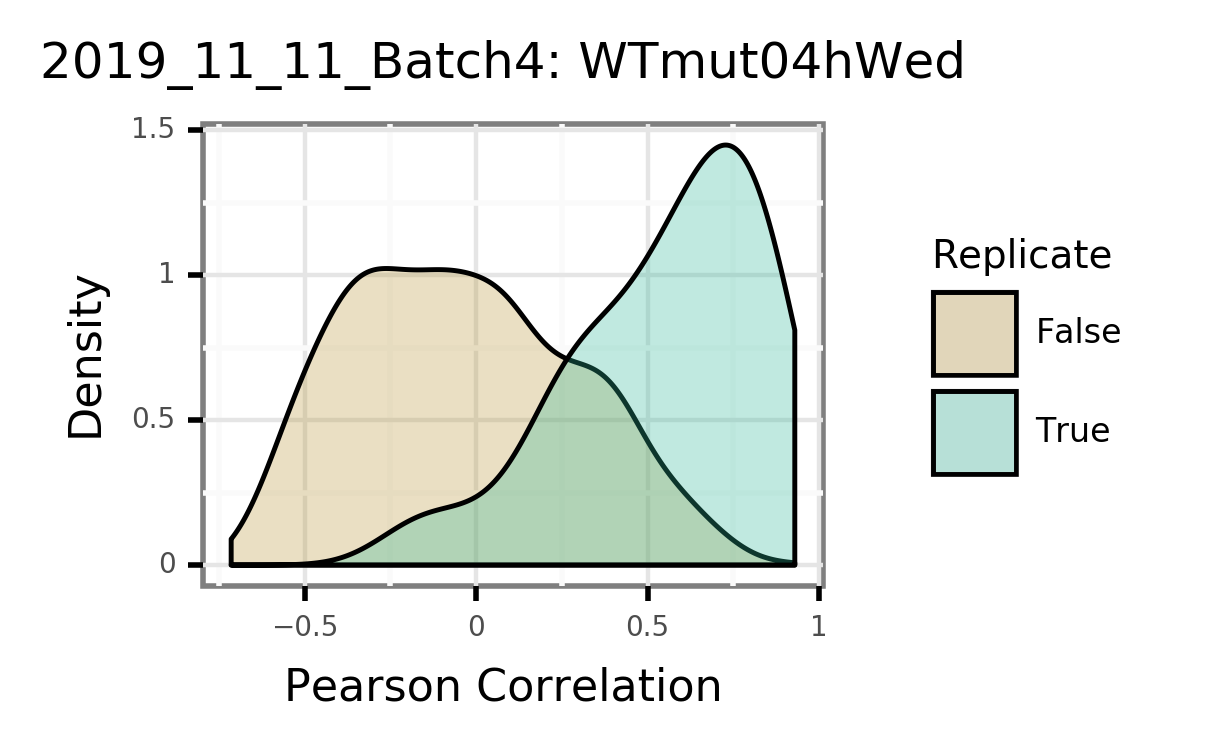 2019_11_11_Batch4: WTmut04hWed
1.5
1
0.5
0
Density
−0.5
0
0.5
1
Pearson Correlation
Replicate
False
True